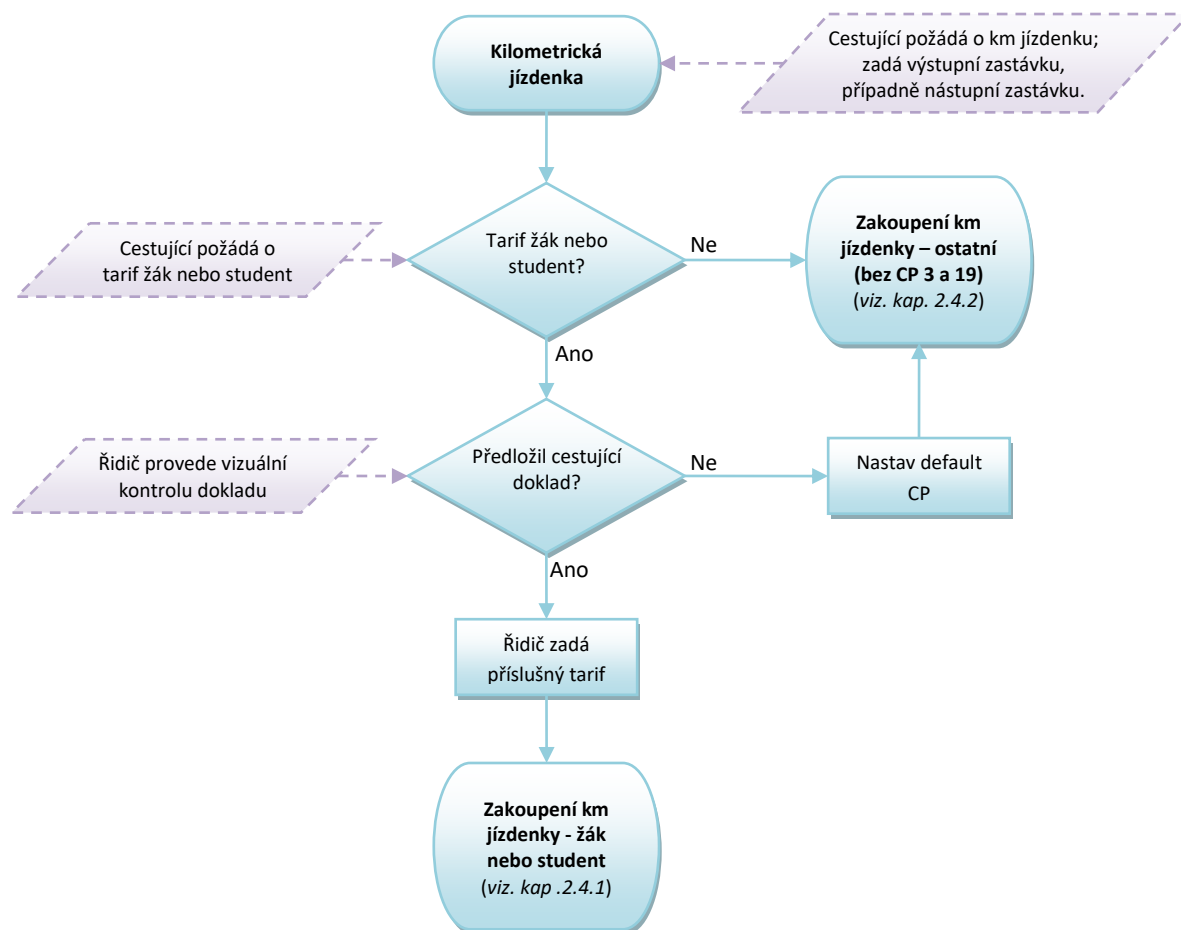 Kilometrická
jízdenka
Cestující požádá o km jízdenku;
zadá výstupní zastávku,
případně nástupní zastávku.
Cestující požádá o
tarif žák nebo student
Tarif žák nebo
student?
Ne
Zakoupení km
jízdenky – ostatní
(bez CP 3 a 19)
(viz. kap. 2.4.2)
Ano
Řidič provede vizuální
kontrolu dokladu
Předložil cestující
doklad?
Ne
Nastav default
CP
Ano
Řidič zadá
příslušný tarif
Zakoupení km
jízdenky - žák
nebo student
(viz. kap .2.4.1)